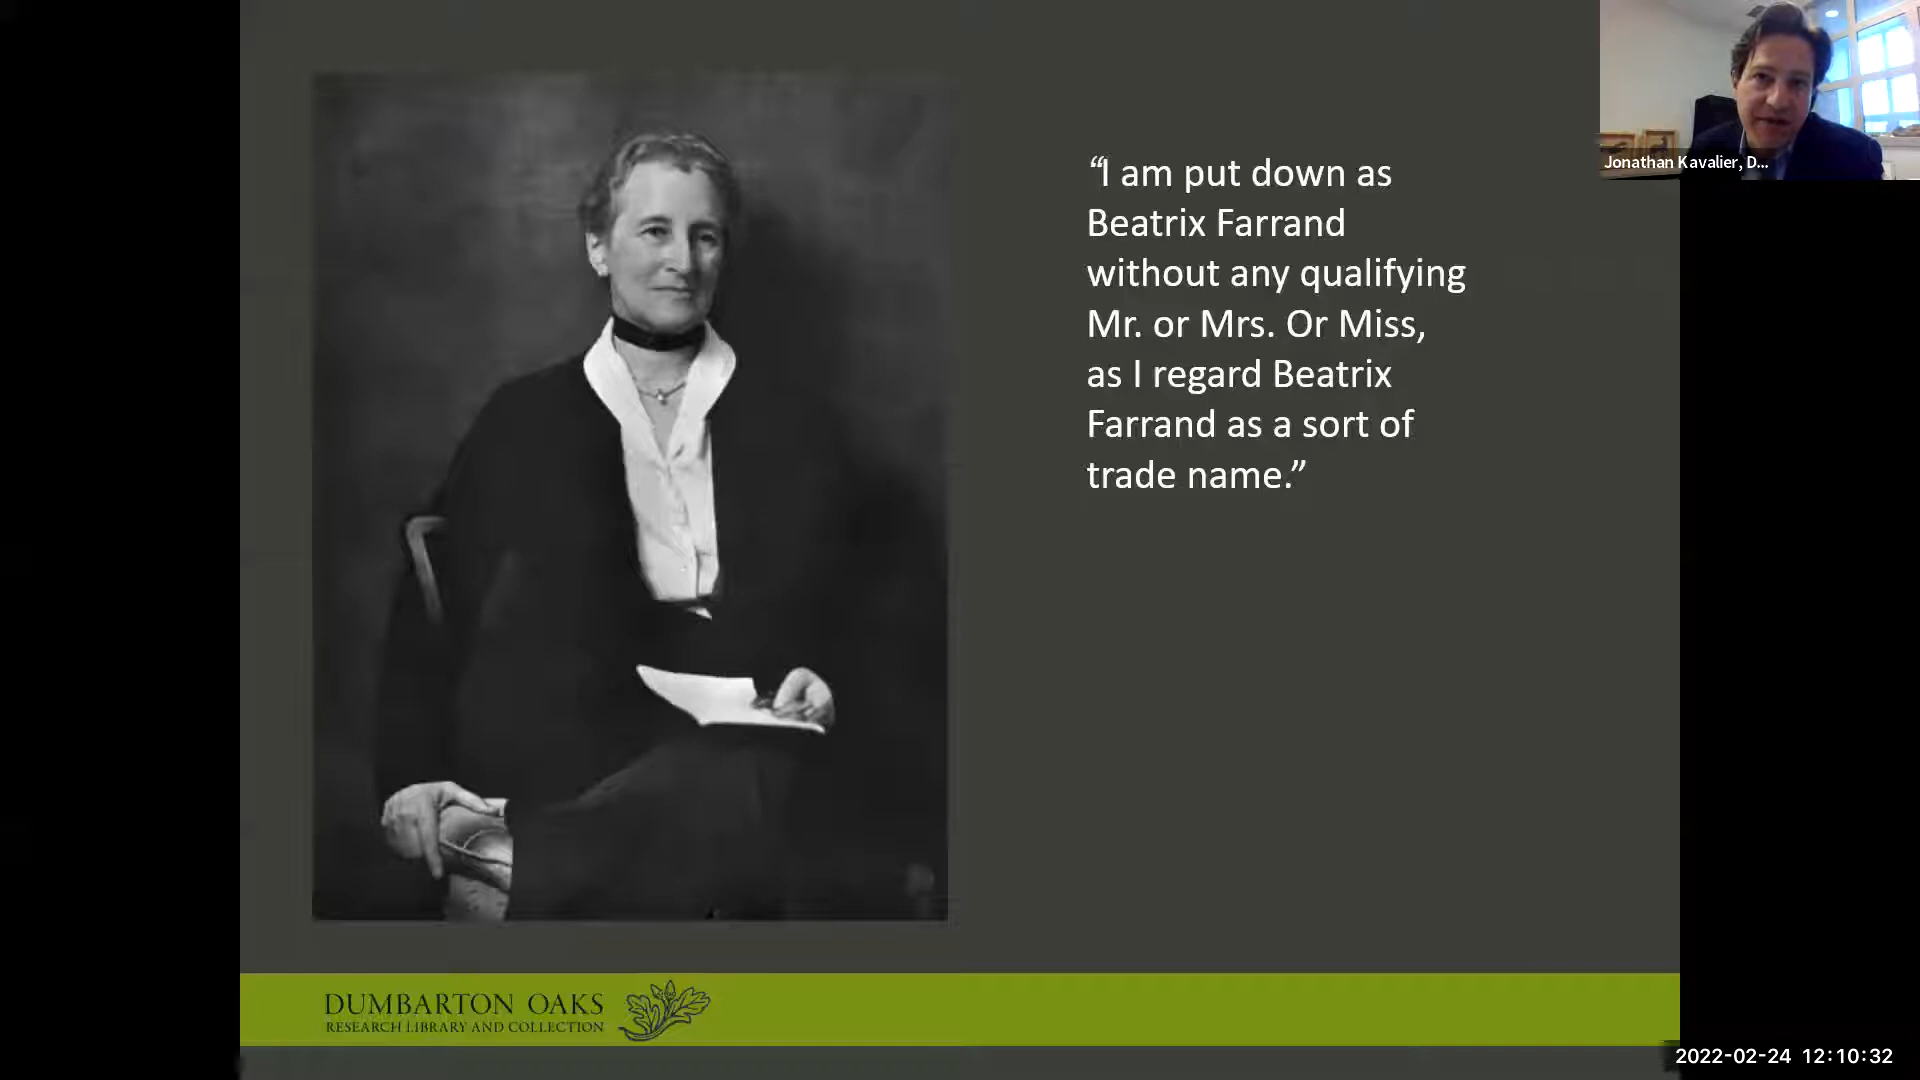 Jonathan Kavalier, D...
“I am put down as
Beatrix Farrand
without any qualifying
Mr. or Mrs. Or Miss,
as I regard Beatrix
Farrand as a sort of
trade name.”
DUMBARTON OAKS
RESEARCH LIBRARY AND COLLECTION
2022-02-24 12:10:32